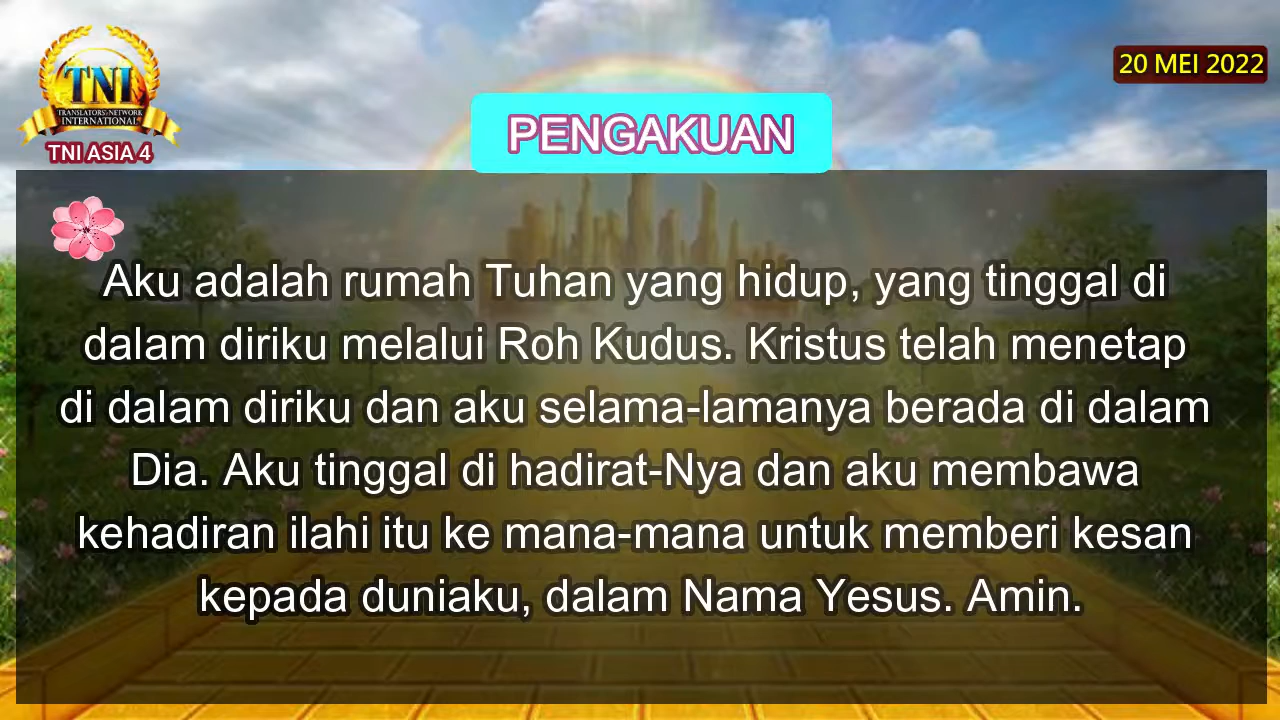 TNI
TRANSLATORS' NETWORK
INTERNATIONAL
TNI ASIA 4
20 MEI 2022
PENGAKUAN
Aku adalah rumah Tuhan yang hidup, yang tinggal di
dalam diriku melalui Roh Kudus. Kristus telah menetap
di dalam diriku dan aku selama-lamanya berada di dalam
Dia. Aku tinggal di hadirat-Nya dan aku membawa
kehadiran ilahi itu ke mana-mana untuk memberi kesan
kepada duniaku, dalam Nama Yesus. Amin.